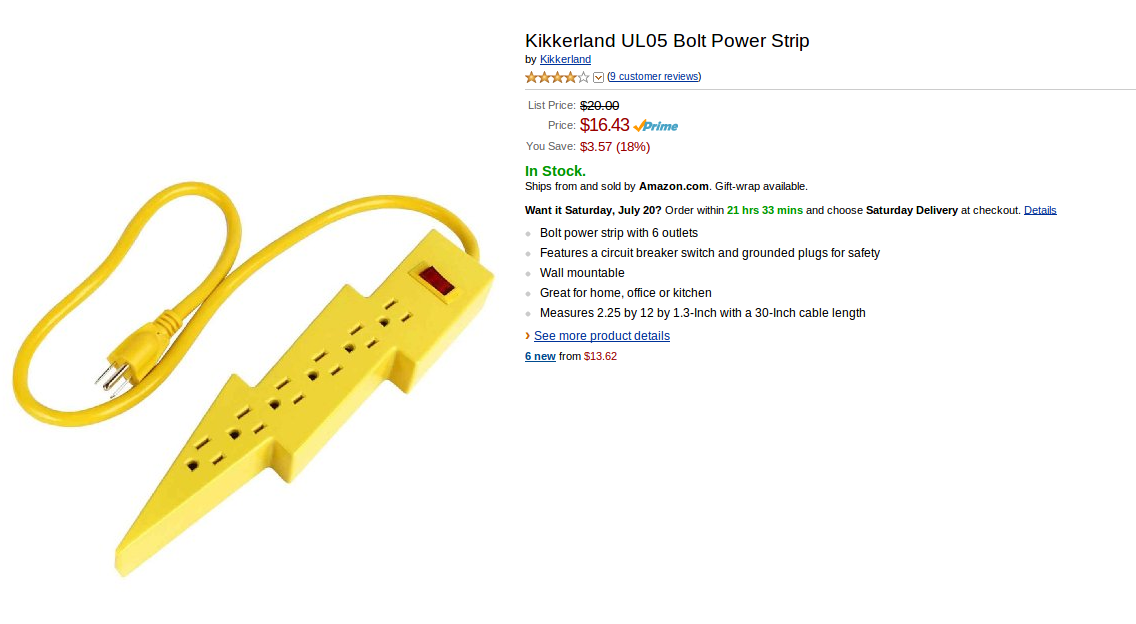 Kikkerland UL05 Bolt Power Strip
by Kikkerland
(9 customer reviews)
List Price: $20.00
Price: $16.43 Prime
You Save: $3.57 (18%)
In Stock.
Ships from and sold by Amazon.com. Gift-wrap available.
Want it Saturday, July 20? Order within 21 hrs 33 mins and choose Saturday Delivery at checkout. Details
Bolt power strip with 6 outlets
Features a circuit breaker switch and grounded plugs for safety
Wall mountable
Great for home, office or kitchen
Measures 2.25 by 12 by 1.3-Inch with a 30-Inch cable length
› See more product details
6 new from $13.62